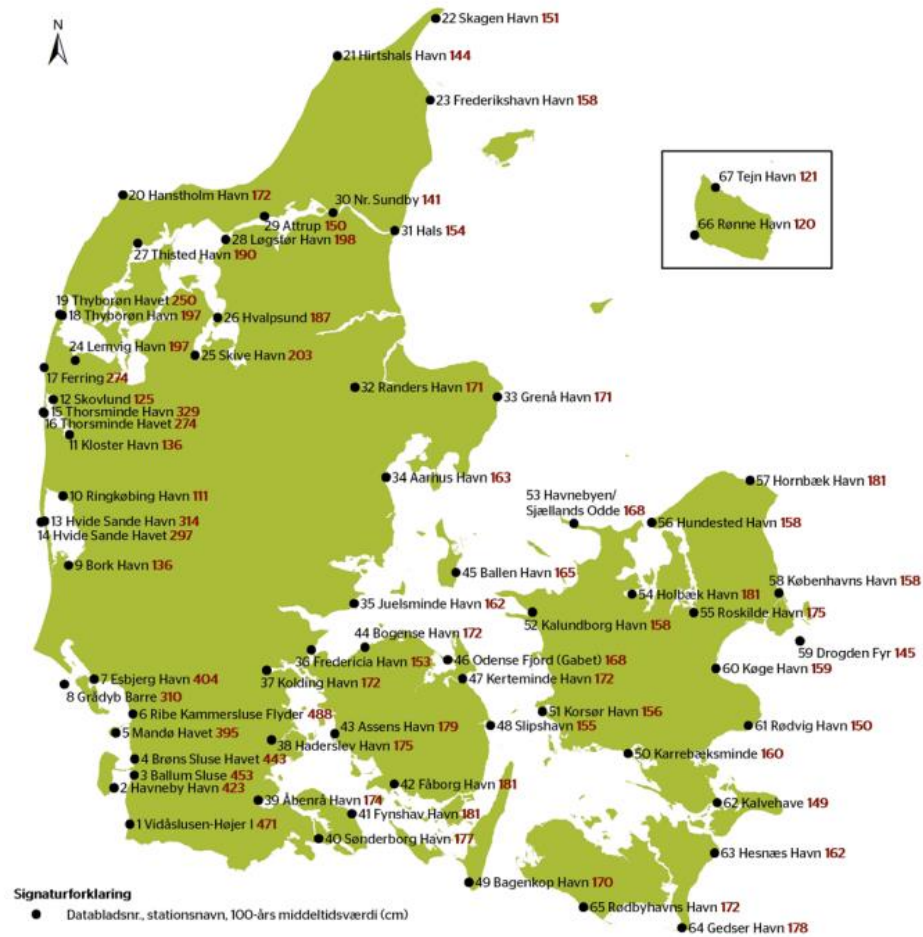 N
22 Skagen Havn 151
21 Hirtshals Havn 144
23 Frederikshavn Havn 158
67 Tejn Havn 121
66 Rønne Havn 120
20 Hanstholm Havn 172
30 Nr. Sundby 141
29 Attrup 150
31 Hals 154
28 Løgstør Havn 198
27 Thisted Havn 190
19 Thyborøn Havet 250
18 Thyborøn Havn 197
26 Hvalpsund 187
24 Lemvig Havn 197
25 Skive Havn 203
17 Ferring 274
32 Randers Havn 171
33 Grenå Havn 171
12 Skovlund 125
15 Thorsminde Havn 329
16 Thorsminde Havet 274
11 Kloster Havn 136
34 Aarhus Havn 163
57 Hornbæk Havn 181
10 Ringkøbing Havn 111
53 Havnebyen/
Sjællands Odde 168
56 Hundested Havn 158
13 Hvide Sande Havn 314
14 Hvide Sande Havet 297
9 Bork Havn 136
45 Ballen Havn 165
58 Københavns Havn 158
54 Holbæk Havn 181
35 Juelsminde Havn 162
52 Kalundborg Havn 158
55 Roskilde Havn 175
44 Bogense Havn 172
59 Drogden Fyr 145
36 Fredericia Havn 153
46 Odense Fjord (Gabet) 168
60 Køge Havn 159
37 Kolding Havn 172
47 Kerteminde Havn 172
7 Esbjerg Havn 404
8 Grådyb Barre 310
6 Ribe Kammersluse Flyder 488
51 Korsør Havn 156
43 Assens Havn 179
48 Slipshavn 155
61 Rødvig Havn 150
5 Mandø Havet 395
38 Haderslev Havn 175
50 Karrebæksminde 160
4 Brøns Sluse Havet 443
3 Ballum Sluse 453
2 Havneby Havn 423
42 Fåborg Havn 181
39 Åbenrå Havn 174
62 Kalvehave 149
41 Fynshav Havn 181
1 Vidåslusen-Højer I 471
40 Sønderborg Havn 177
63 Hesnæs Havn 162
49 Bagenkop Havn 170
65 Rødbyhavns Havn 172
64 Gedser Havn 178
Signaturforklaring
Databladsnr., stationsnavn, 100-års middeltidsværdi (cm)